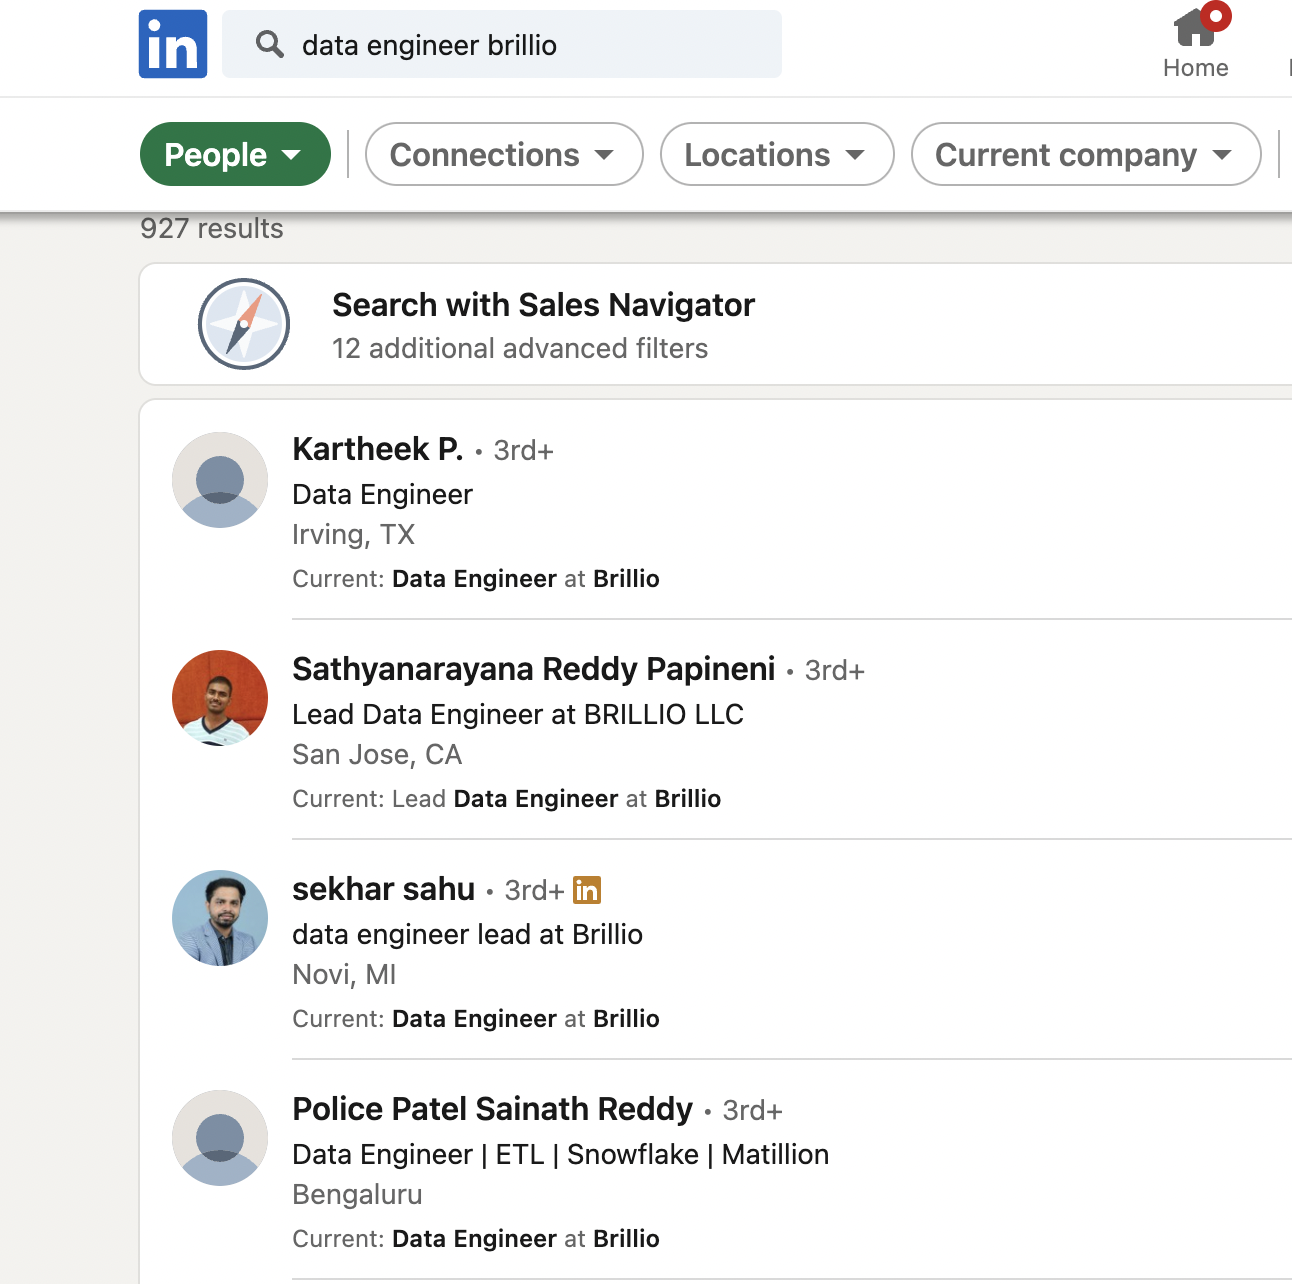 in
data engineer brillio
Home
People
Connections
Locations
Current company
927 results
Search with Sales Navigator
12 additional advanced filters
Kartheek P. • 3rd+
Data Engineer
Irving, TX
Current: Data Engineer at Brillio
Sathyanarayana Reddy Papineni • 3rd+
Lead Data Engineer at BRILLIO LLC
San Jose, CA
Current: Lead Data Engineer at Brillio
sekhar sahu • 3rd+ in
data engineer lead at Brillio
Novi, MI
Current: Data Engineer at Brillio
Police Patel Sainath Reddy • 3rd+
Data Engineer | ETL | Snowflake | Matillion
Bengaluru
Current: Data Engineer at Brillio